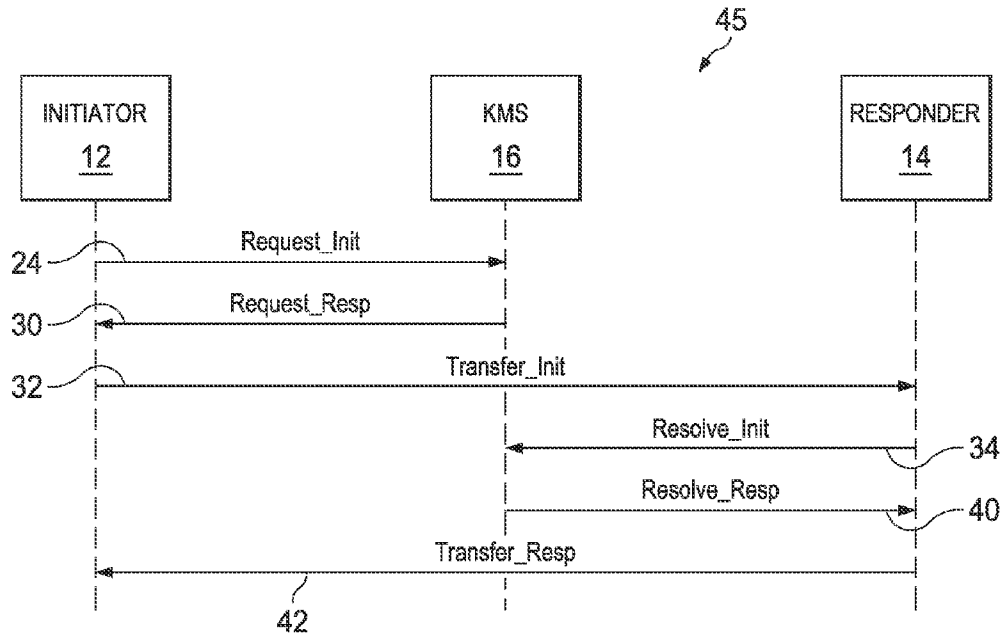 45
INITIATOR
12
KMS
16
RESPONDER
14
Request_Init
24
Request_Resp
30
Transfer_Init
32
Resolve_Init
34
Resolve_Resp
40
Transfer_Resp
42